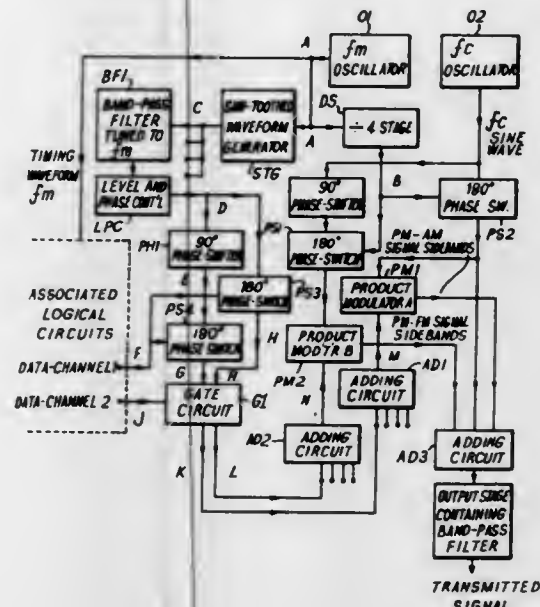 O1
O2
A
fm
OSCILLATOR
fc
OSCILLATOR
BF1
BAND-PASS
FILTER
TUNED TO
fm
C
SAW-TOOTHED
WAVEFORM
GENERATOR
STG
A
DS
÷4 STAGE
fc
SINE
WAVE
TIMING
WAVEFORM
fm
LEVEL AND
PHASE CONT'L
LPC
D
90°
PHASE-SWITCH
B
180°
PHASE SW.
PS2
PH1
90°
PHASE-SWITCH
PS1
180°
PHASE-SWITCH
PM-AM
SIGNAL SIDEBANDS
PM1
PRODUCT
MODULATOR A
E
180°
PHASE-SWITCH
PS3
ASSOCIATED
LOGICAL
CIRCUITS
PS4
180°
PHASE SWITCH
PM-FM SIGNAL
SIDEBANDS
PRODUCT
MODTR B
PM2
H
M
DATA-CHANNEL
F
G
H
AD1
ADDING
CIRCUIT
DATA-CHANNEL 2
J
GATE
CIRCUIT
G1
N
AD2
ADDING
CIRCUIT
AD3
ADDING
CIRCUIT
K
L
OUTPUT STAGE
CONTAINING
BAND-PASS
FILTER
TRANSMITTED
SIGNAL